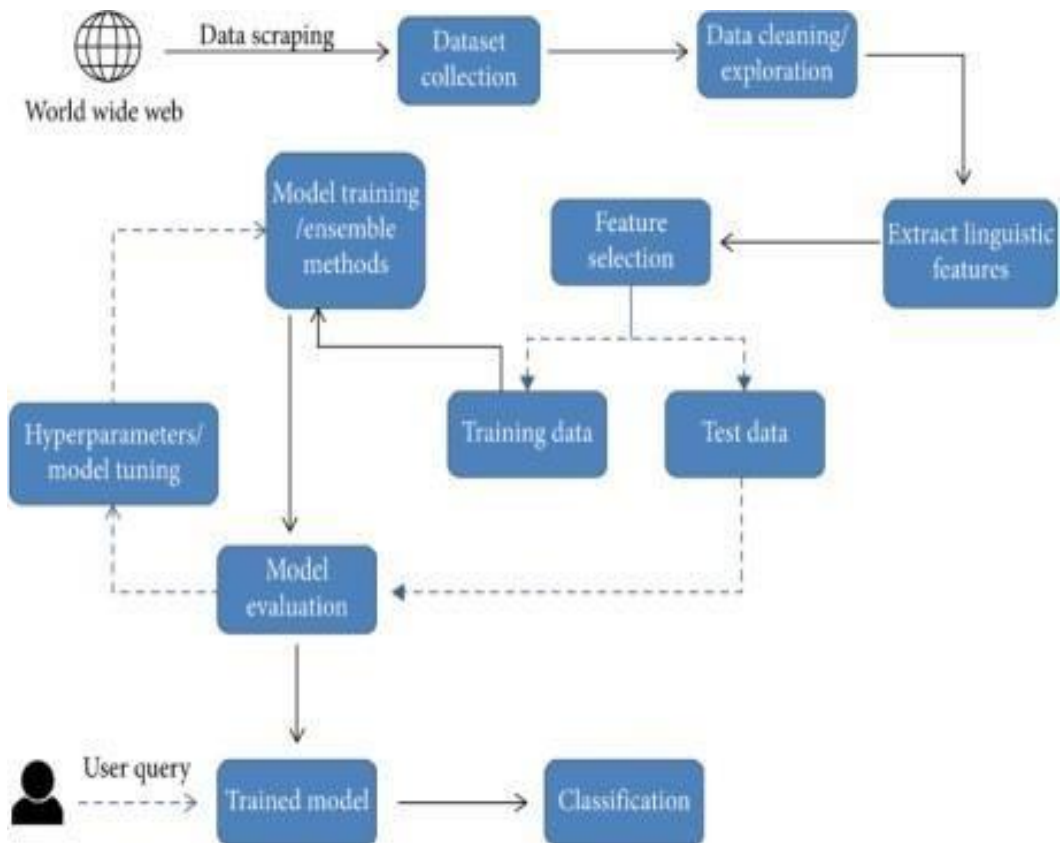 Data scraping
World wide web
Dataset
collection
Data cleaning/
exploration
Model training
/ensemble
methods
Feature
selection
Extract linguistic
features
Hyperparameters/
model tuning
Training data
Test data
Model
evaluation
User query
Trained model
Classification